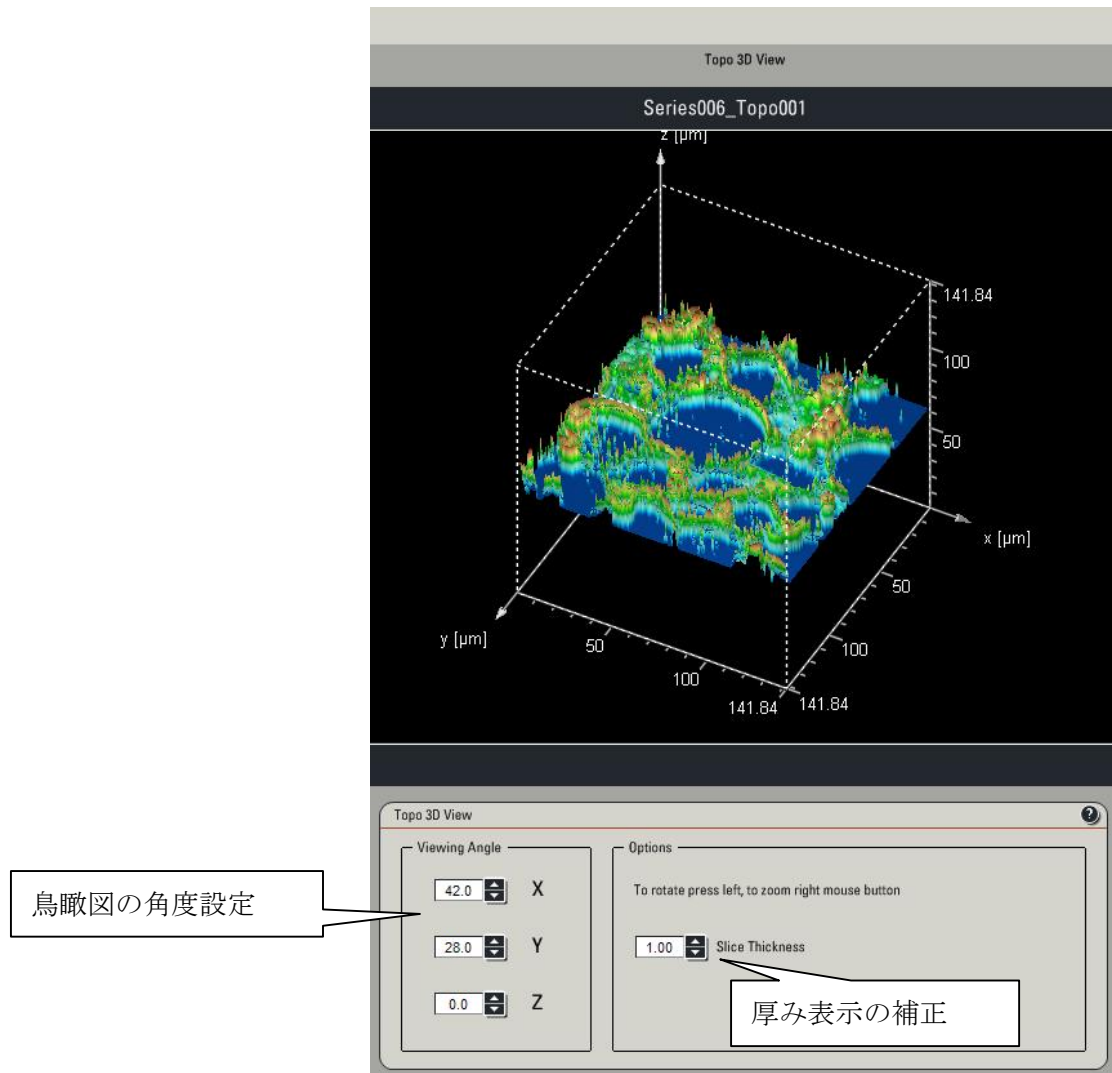 Topo 3D View
Series006_Topo001
z [µm]
141.84
100
50
x [µm]
50
100
141.84
y [µm]
50
100
141.84
Topo 3D View
?
Viewing Angle
42.0 X
28.0 Y
0.0 Z
Options
To rotate press left, to zoom right mouse button
1.00 Slice Thickness
鳥瞰図の角度設定
厚み表示の補正